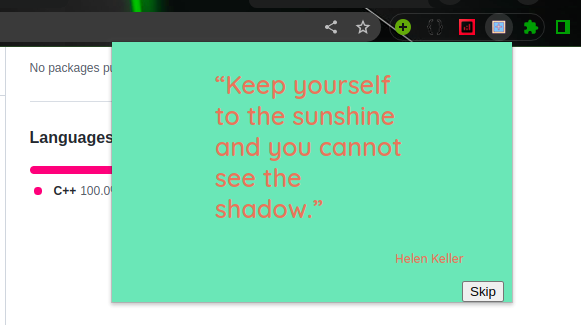 No packages pu
“Keep yourself
to the sunshine
and you cannot
see the
shadow.”
Languages
C++ 100.0%
Helen Keller
Skip